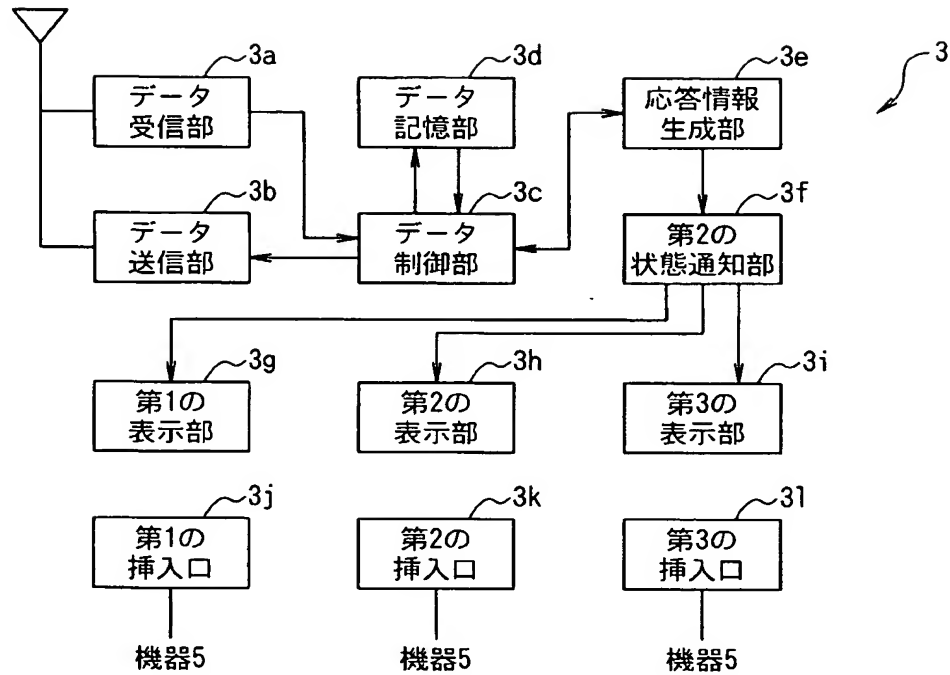 3
3a
データ
受信部
3d
データ
記憶部
3e
応答情報
生成部
3b
データ
送信部
3c
データ
制御部
3f
第2の
状態通知部
3g
第1の
表示部
3h
第2の
表示部
3i
第3の
表示部
3j
第1の
挿入口
3k
第2の
挿入口
3l
第3の
挿入口
機器5
機器5
機器5